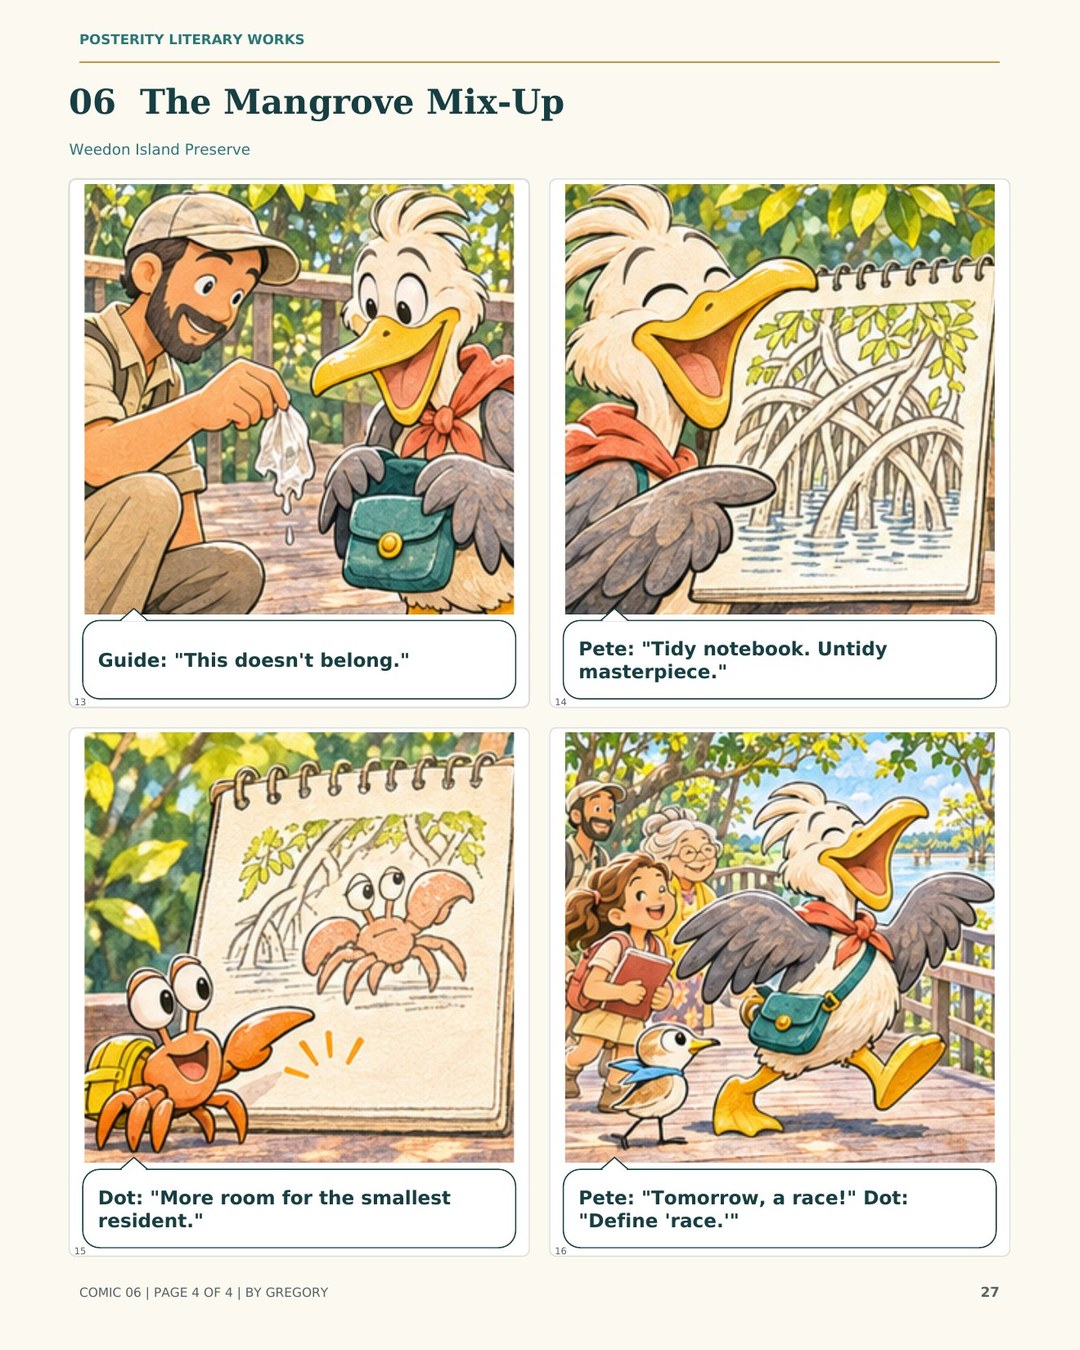 POSTERITY LITERARY WORKS
06 The Mangrove Mix-Up
Weedon Island Preserve
Guide: "This doesn't belong."
13
Pete: "Tidy notebook. Untidy
masterpiece."
14
Dot: "More room for the smallest
resident."
15
Pete: "Tomorrow, a race!" Dot:
"Define 'race.'"
16
COMIC 06 | PAGE 4 OF 4 | BY GREGORY
27